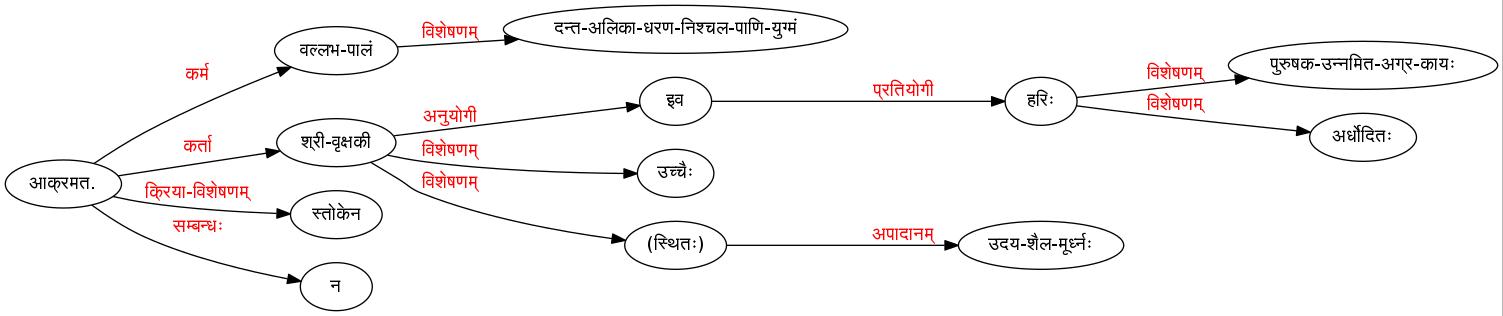 विशेषणम्
दन्त-अलिका-धरण-निश्चल-पाणि-युग्मं
वल्लभ-पालं
कर्म
विशेषणम्
पुरुषक-उन्नमित-अग्र-कायः
इव
प्रतियोगी
हरिः
विशेषणम्
अनुयोगी
अर्धोदितः
कर्ता
श्री-वृक्षकी
विशेषणम्
उच्चैः
आक्रमत.
विशेषणम्
क्रिया-विशेषणम्
स्तोकेन
सम्बन्धः
(स्थितः)
अपादानम्
उदय-शैल-मूर्ध्नः
न